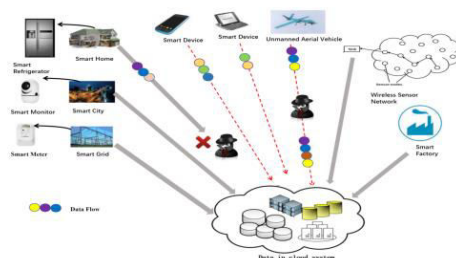 Smart Device
Smart Device
Unmanned Aerial Vehicle
Smart
Refrigrator
Smart Home
Smart Monitor
Smart City
Wireless Sensor
Network
Smart Meter
Smart Grid
Smart
Factory
Data Flow
Data in cloud system